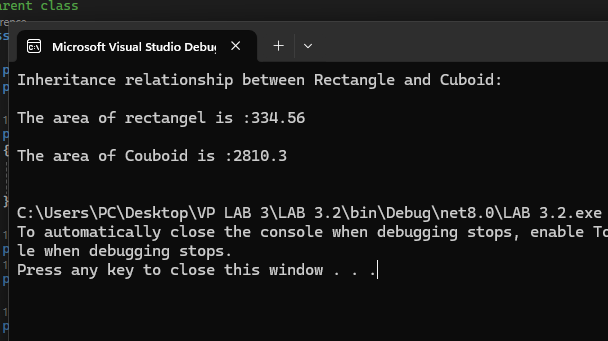 arent class
Microsoft Visual Studio Debug
Inheritance relationship between Rectangle and Cuboid:
The area of rectangel is :334.56
The area of Couboid is :2810.3
C:\Users\PC\Desktop\VP LAB 3\LAB 3.2\bin\Debug\net8.0\LAB 3.2.exe
To automatically close the console when debugging stops, enable To
le when debugging stops.
Press any key to close this window . . .